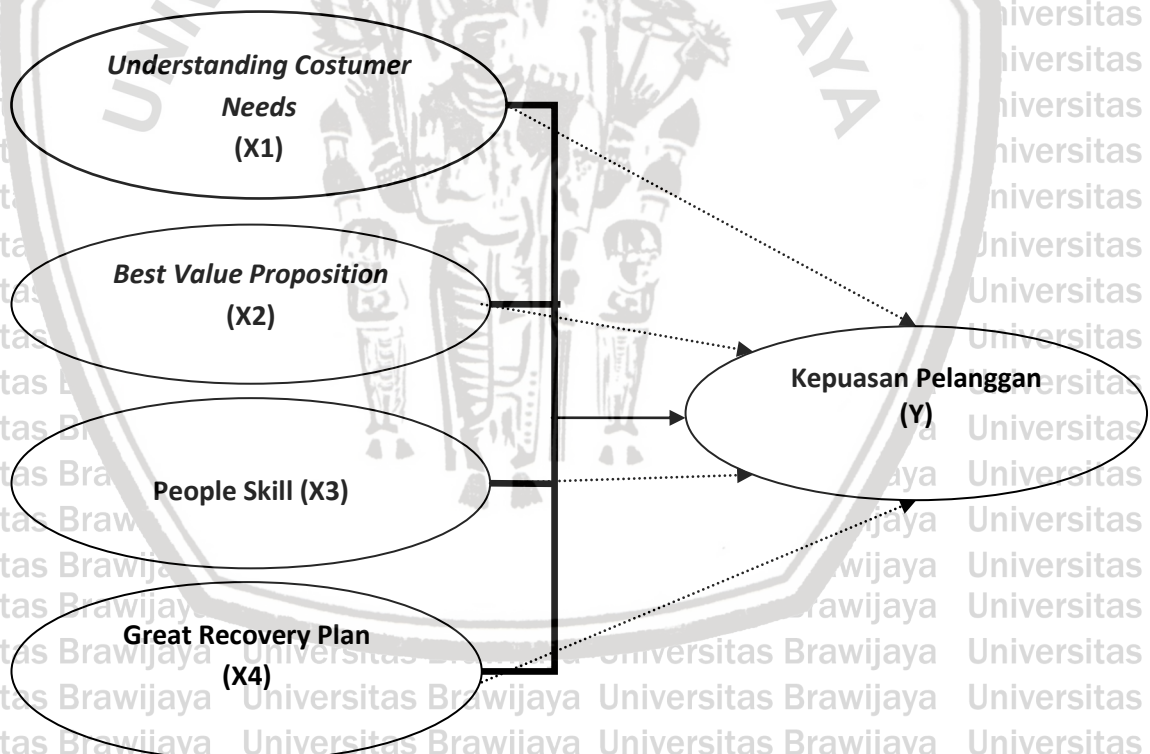 Understanding Costumer
Needs
(X1)
Best Value Proposition
(X2)
Kepuasan Pelanggan
(Y)
People Skill (X3)
Great Recovery Plan
(X4)